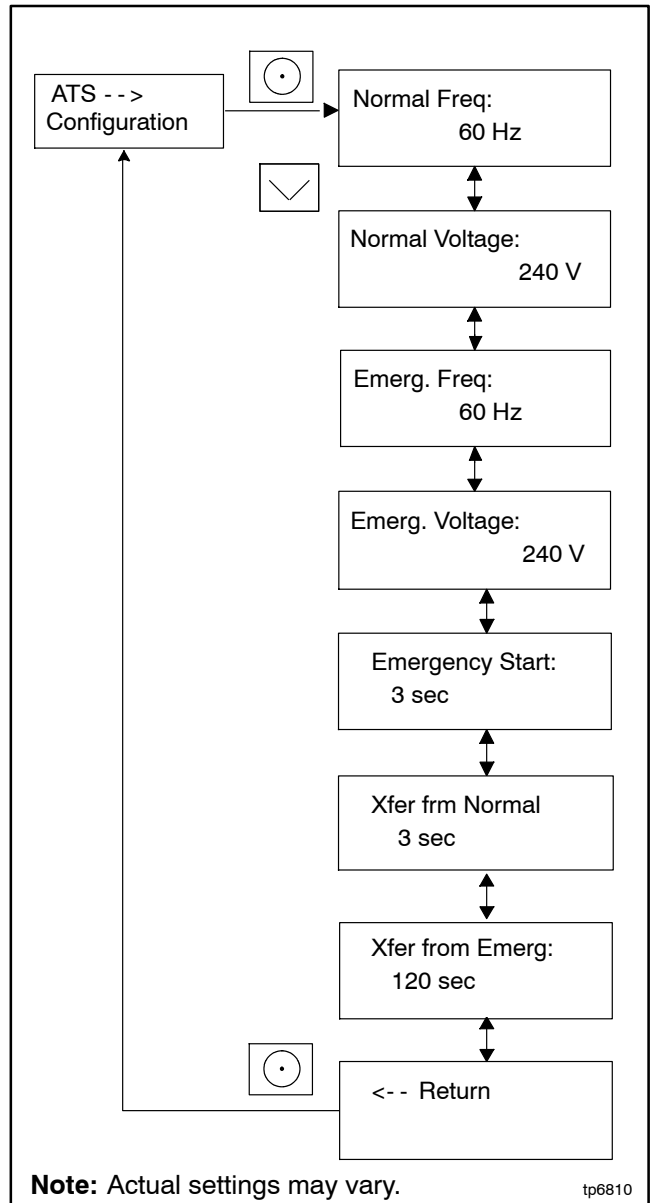 ATS - - >
Configuration
Normal Freq:
60 Hz
Normal Voltage:
240 V
Emerg. Freq:
60 Hz
Emerg. Voltage:
240 V
Emergency Start:
3 sec
Xfer frm Normal
3 sec
Xfer from Emerg:
120 sec
<- - Return
Note: Actual settings may vary.
tp6810